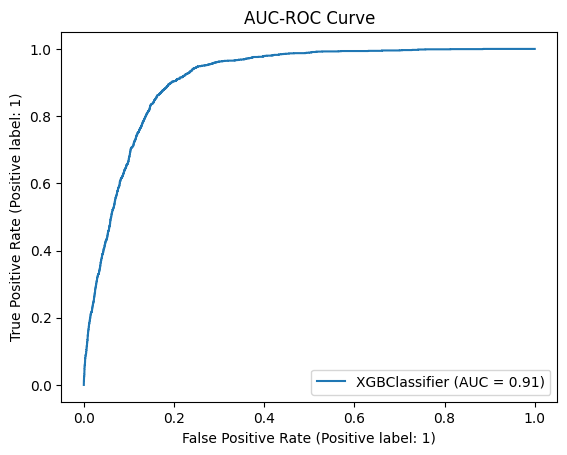 AUC-ROC Curve
True Positive Rate (Positive label: 1)
1.0
0.8
0.6
0.4
0.2
0.0
XGBClassifier (AUC = 0.91)
0.0 0.2 0.4 0.6 0.8 1.0
False Positive Rate (Positive label: 1)